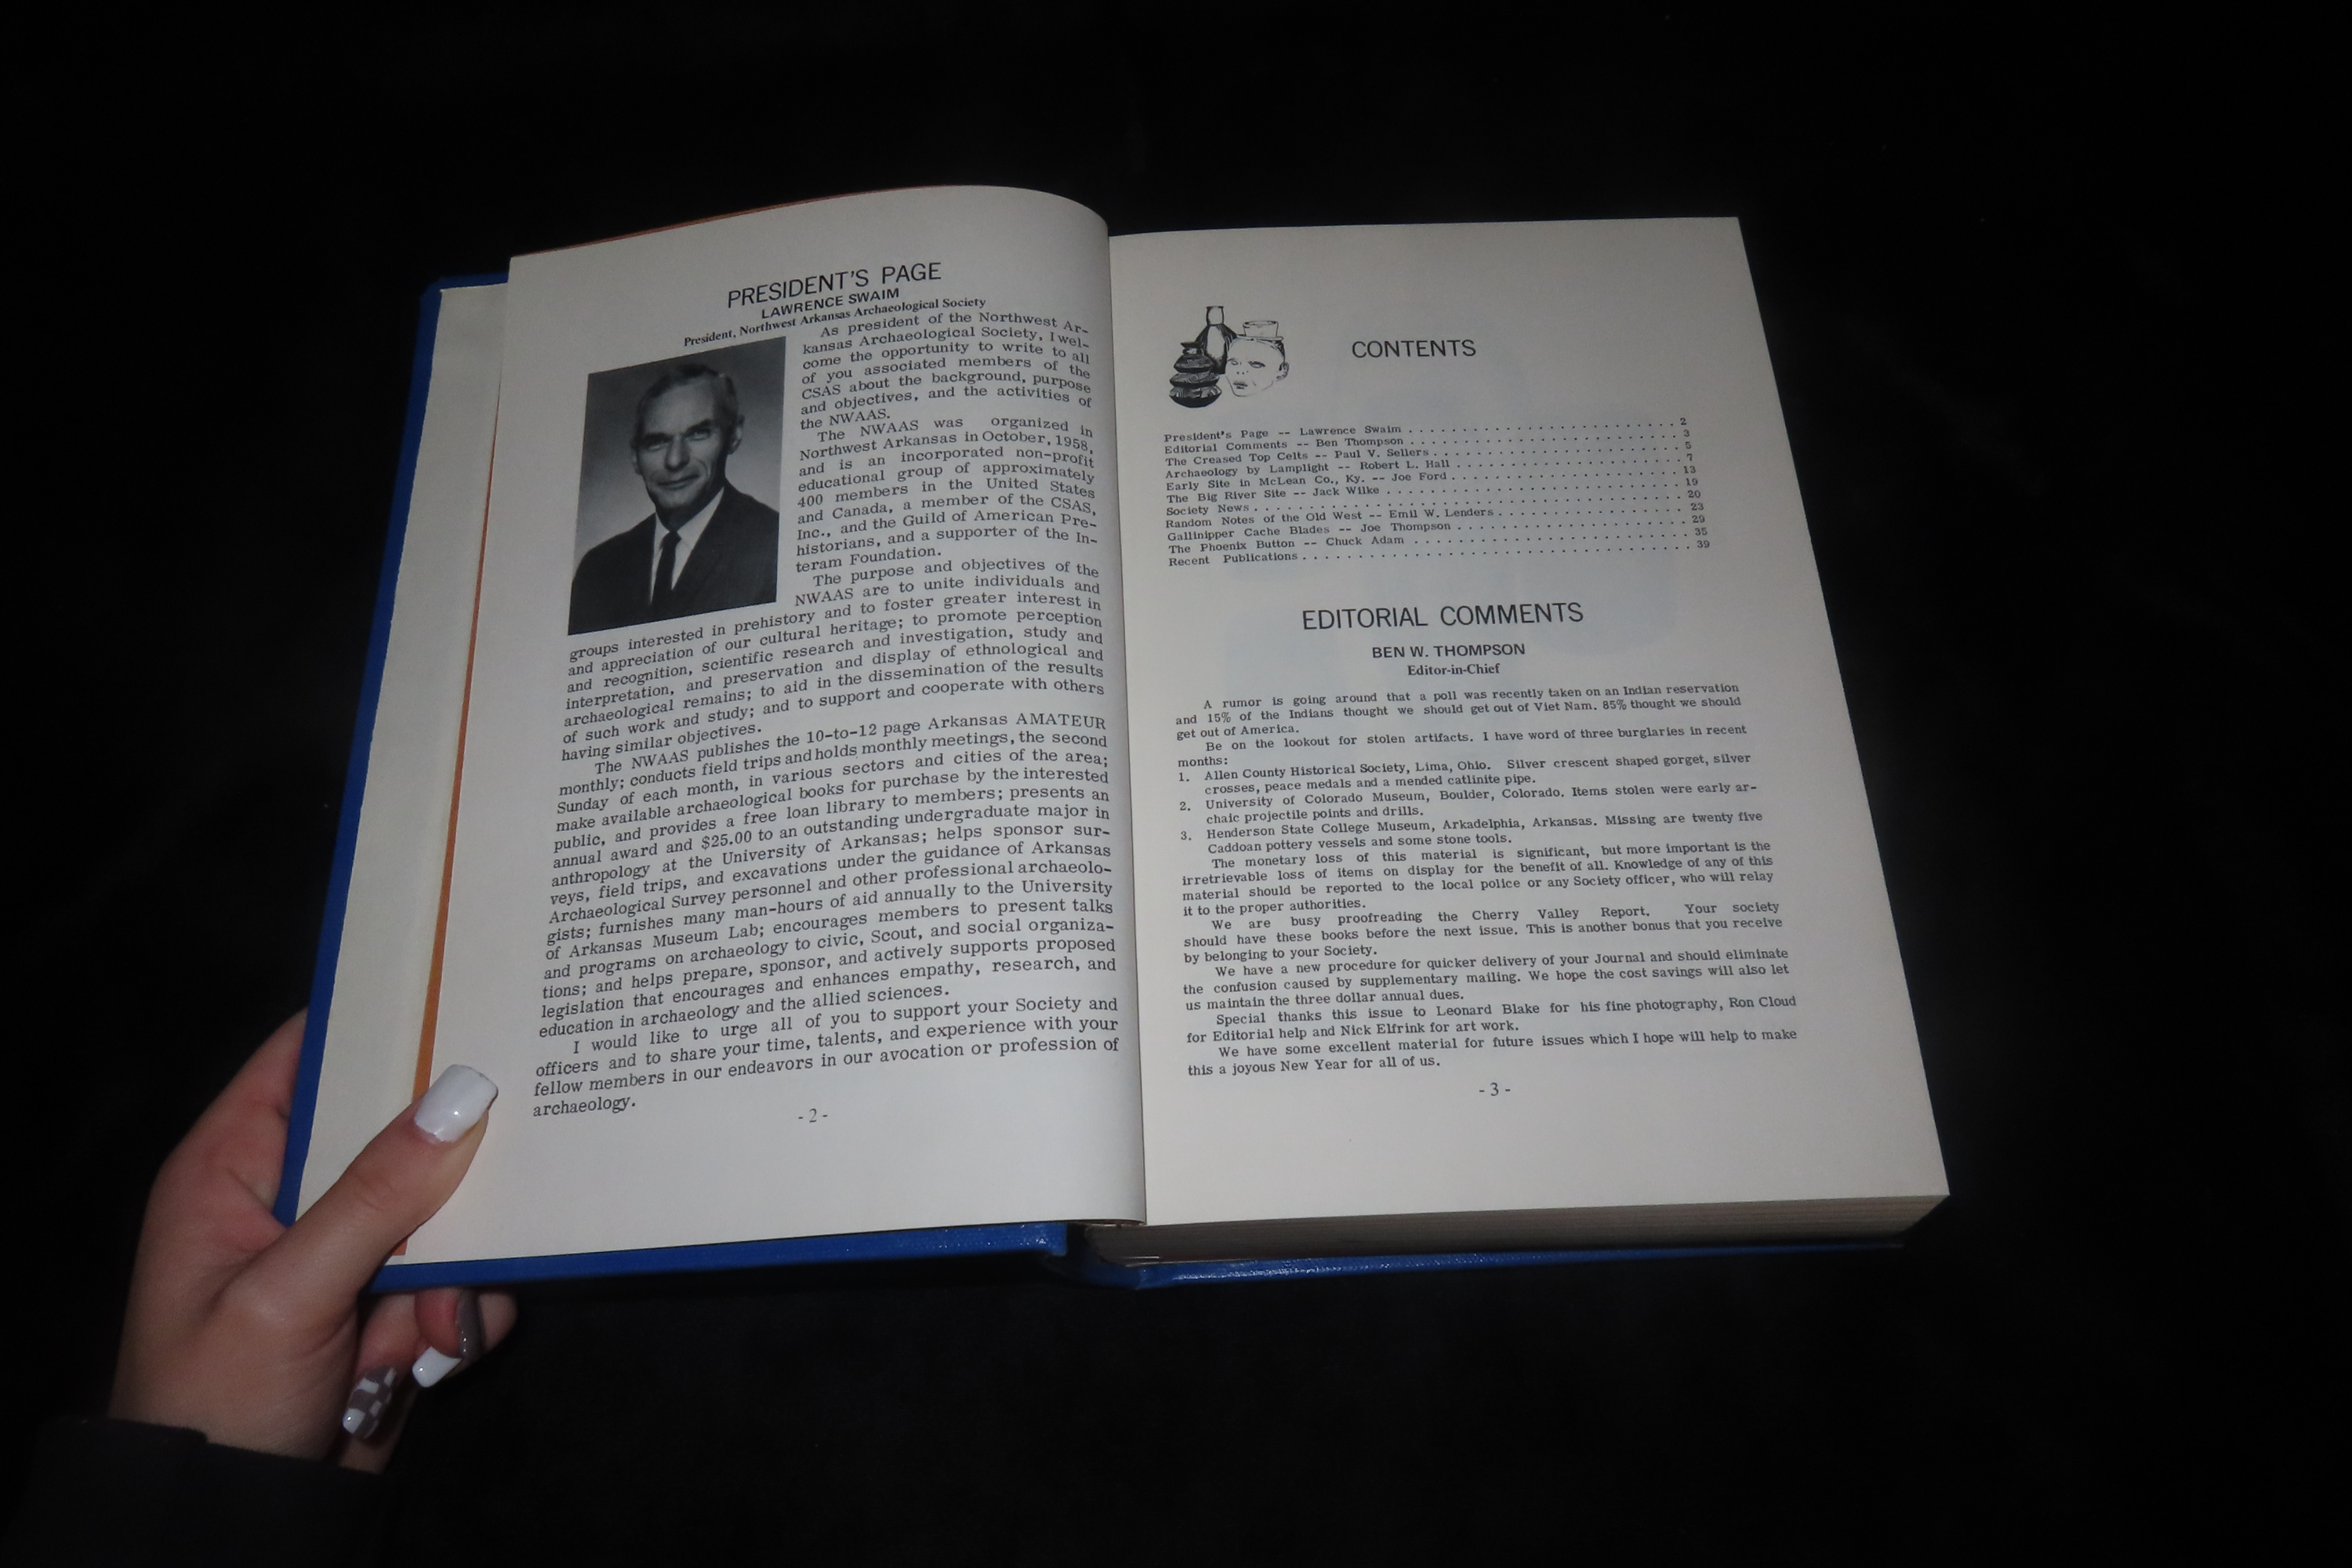 PRESIDENT'S PAGE
LAWRENCE SWAIM
President, Northwest Arkansas Archaeological Society
As president of the Northwest Ar-
kansas Archaeological Society, I wel-
come the opportunity to write to all
of you associated members of the
CSAS about the background, purpose
and objectives, and the activities of
the NWAAS.
The NWAAS was organized in
Northwest Arkansas in October, 1958,
and is an incorporated non-profit
educational group of approximately
400 members in the United States
and Canada, a member of the CSAS,
Inc., and the Guild of American Pre-
historians, and a supporter of the In-
teram Foundation.
The purpose and objectives of the
NWAAS are to unite individuals and
groups interested in prehistory and to foster greater interest in
and appreciation of our cultural heritage; to promote perception
and recognition, scientific research and investigation, study and
interpretation, and preservation and display of ethnological and
archaeological remains; to aid in the dissemination of the results
of such work and study; and to support and cooperate with others
having similar objectives.
The NWAAS publishes the 10-to-12 page Arkansas AMATEUR
monthly; conducts field trips and holds monthly meetings, the second
Sunday of each month, in various sectors and cities of the area;
make available archaeological books for purchase by the interested
public, and provides a free loan library to members; presents an
annual award and $25.00 to an outstanding undergraduate major in
anthropology at the University of Arkansas; helps sponsor sur-
veys, field trips, and excavations under the guidance of Arkansas
Archaeological Survey personnel and other professional archaeolo-
gists; furnishes many man-hours of aid annually to the University
of Arkansas Museum Lab; encourages members to present talks
and programs on archaeology to civic, Scout, and social organiza-
tions; and helps prepare, sponsor, and actively supports proposed
legislation that encourages and enhances empathy, research, and
education in archaeology and the allied sciences.
I would like to urge all of you to support your Society and
officers and to share your time, talents, and experience with your
fellow members in our endeavors in our avocation or profession of
archaeology.
- 2 -
CONTENTS
President's Page -- Lawrence Swaim . . . . . . . . . . . . . . . . . . . . . . 2
Editorial Comments -- Ben Thompson . . . . . . . . . . . . . . . . . . . . . . 3
The Creased Top Celts -- Paul V. Sellers . . . . . . . . . . . . . . . . . . . . 5
Archaeology by Lamplight -- Robert L. Hall . . . . . . . . . . . . . . . . . . . 7
Early Site in McLean Co., Ky. -- Joe Ford . . . . . . . . . . . . . . . . . . . 13
The Big River Site -- Jack Wilke . . . . . . . . . . . . . . . . . . . . . . . 19
Society News . . . . . . . . . . . . . . . . . . . . . . . . . . . . . . . . 20
Random Notes of the Old West -- Emil W. Lenders . . . . . . . . . . . . . . . . 23
Gallinipper Cache Blades -- Joe Thompson . . . . . . . . . . . . . . . . . . . 29
The Phoenix Button -- Chuck Adam . . . . . . . . . . . . . . . . . . . . . . 35
Recent Publications . . . . . . . . . . . . . . . . . . . . . . . . . . . . . 39
EDITORIAL COMMENTS
BEN W. THOMPSON
Editor-in-Chief
A rumor is going around that a poll was recently taken on an Indian reservation
and 15% of the Indians thought we should get out of Viet Nam. 85% thought we should
get out of America.
Be on the lookout for stolen artifacts. I have word of three burglaries in recent
months:
1. Allen County Historical Society, Lima, Ohio. Silver crescent shaped gorget, silver
crosses, peace medals and a mended catlinite pipe.
2. University of Colorado Museum, Boulder, Colorado. Items stolen were early ar-
chaic projectile points and drills.
3. Henderson State College Museum, Arkadelphia, Arkansas. Missing are twenty five
Caddoan pottery vessels and some stone tools.
The monetary loss of this material is significant, but more important is the
irretrievable loss of items on display for the benefit of all. Knowledge of any of this
material should be reported to the local police or any Society officer, who will relay
it to the proper authorities.
We are busy proofreading the Cherry Valley Report. Your society
should have these books before the next issue. This is another bonus that you receive
by belonging to your Society.
We have a new procedure for quicker delivery of your Journal and should eliminate
the confusion caused by supplementary mailing. We hope the cost savings will also let
us maintain the three dollar annual dues.
Special thanks this issue to Leonard Blake for his fine photography, Ron Cloud
for Editorial help and Nick Elfrink for art work.
We have some excellent material for future issues which I hope will help to make
this a joyous New Year for all of us.
- 3 -